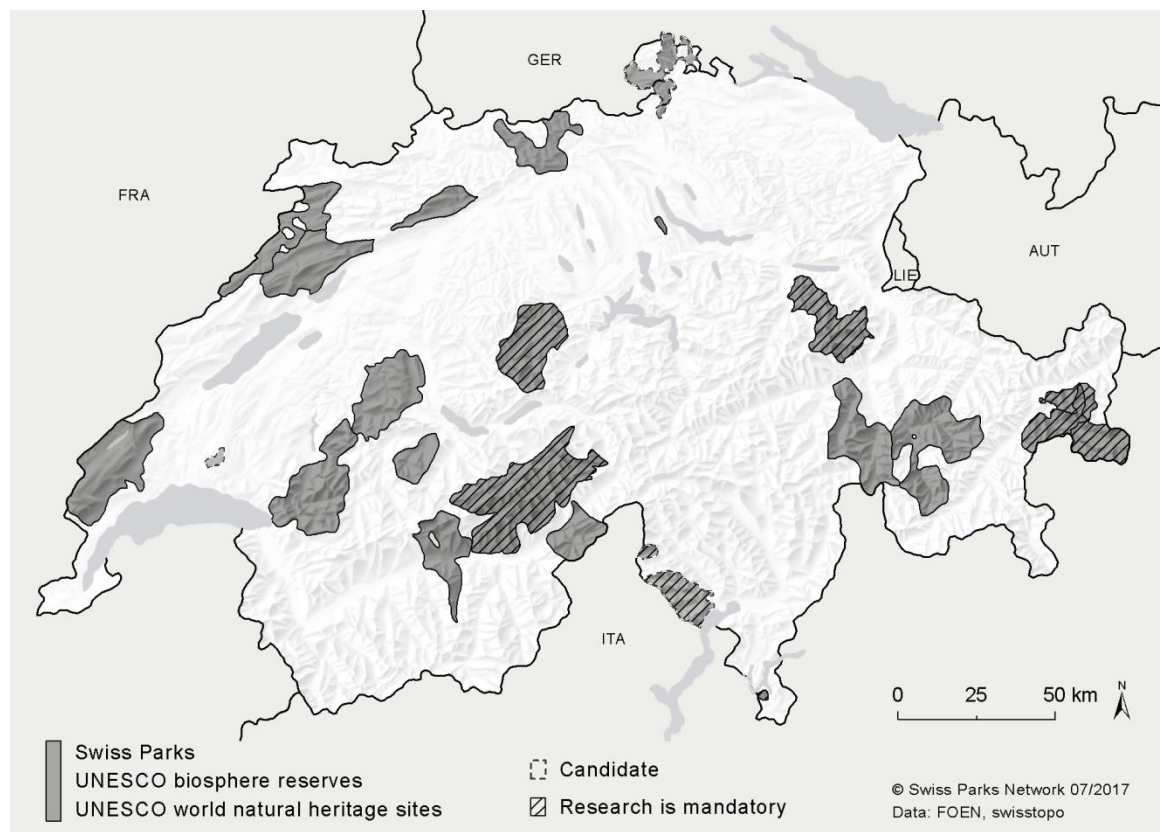 GER
FRA
AUT
LIE
ITA
0 25 50 km
N
Swiss Parks
UNESCO biosphere reserves
UNESCO world natural heritage sites
Candidate
Research is mandatory
© Swiss Parks Network 07/2017
Data: FOEN, swisstopo